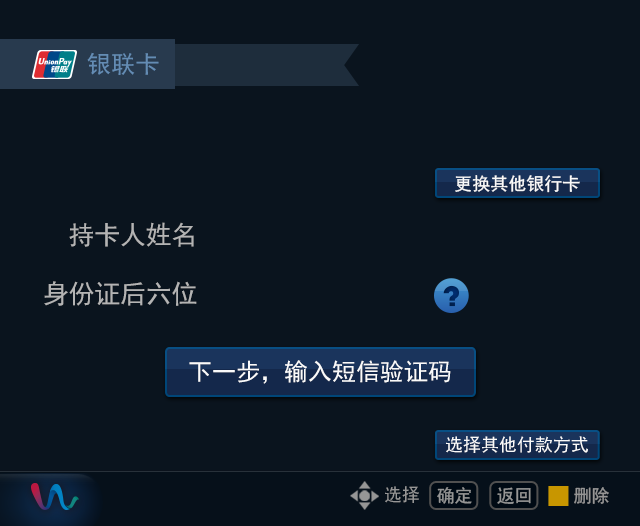 UnionPay
银联
银联卡
更换其他银行卡
持卡人姓名
身份证后六位
?
下一步，输入短信验证码
选择其他付款方式
选择 确定 返回 删除